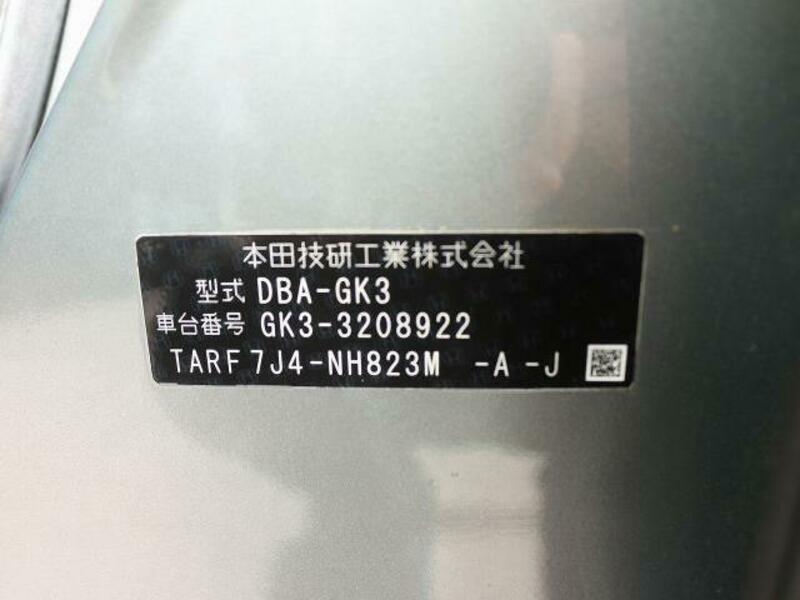 本田技研工業株式会社
型式 DBA-GK3
車台番号 GK3-3208922
TARF7J4-NH823M -A-J